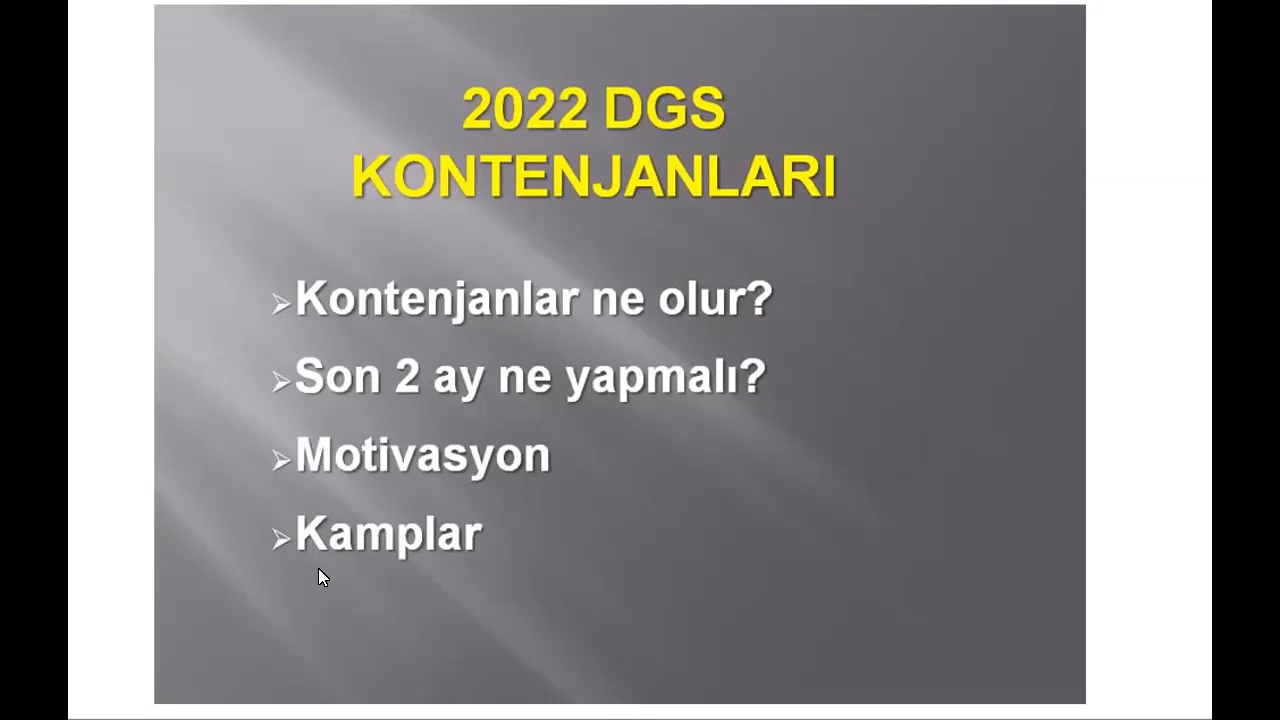 2022 DGS
KONTENJANLARI
Kontenjanlar ne olur?
Son 2 ay ne yapmalı?
Motivasyon
Kamplar